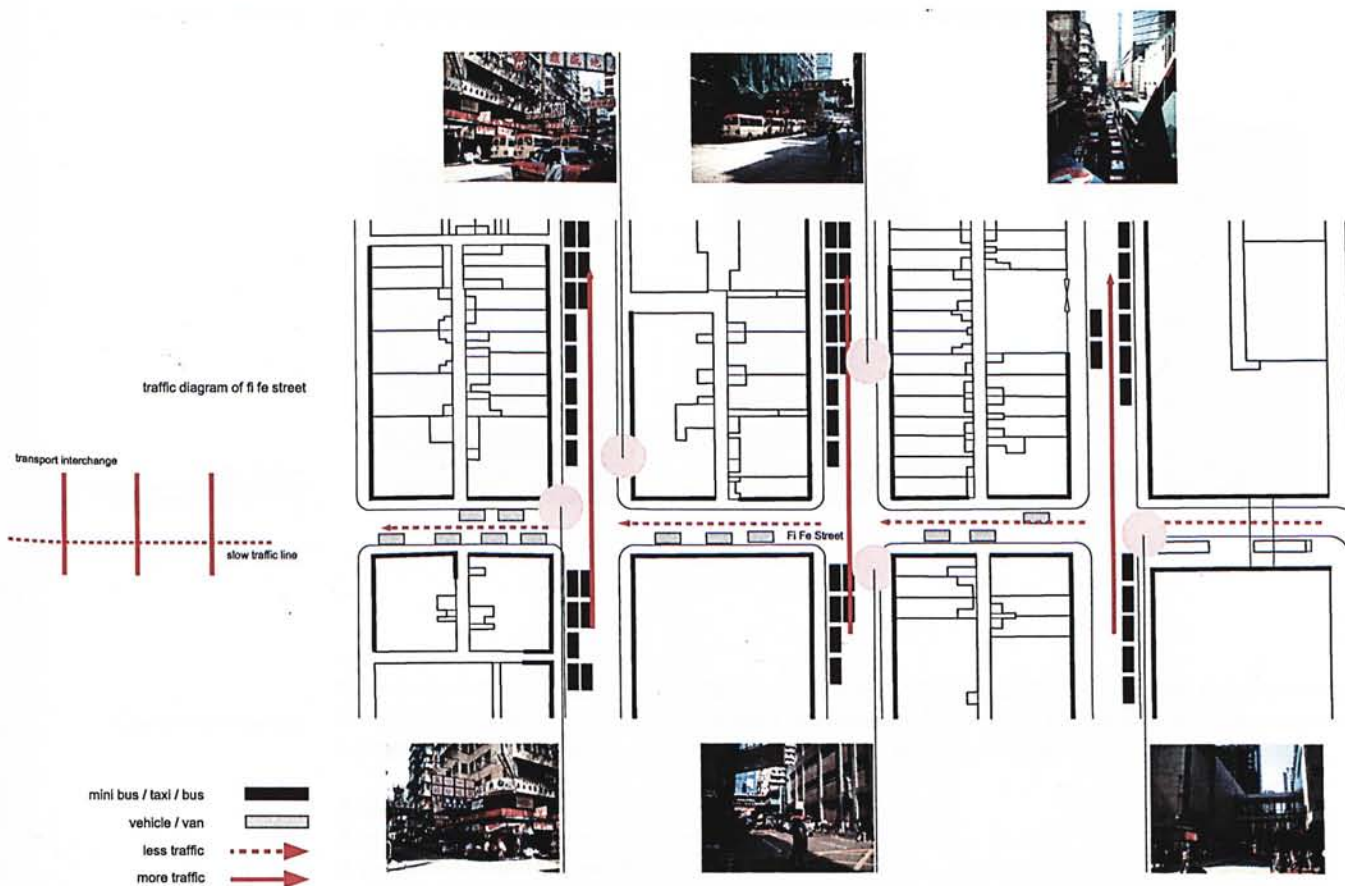 traffic diagram of fi fe street
transport interchange
slow traffic line
Fi Fe Street
mini bus / taxi / bus
vehicle / van
less traffic
more traffic